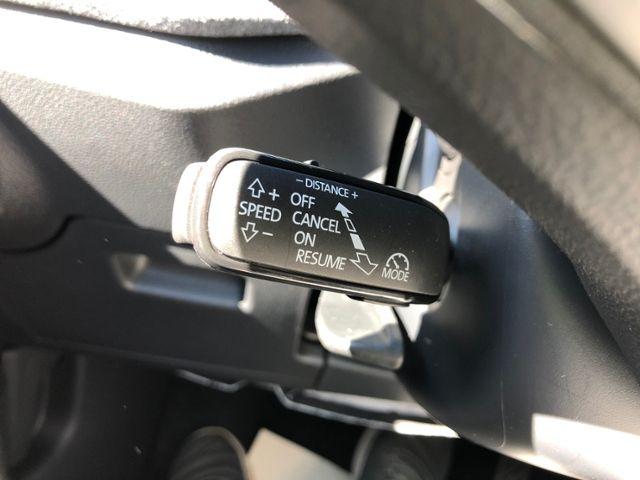 - DISTANCE +
+ OFF
SPEED CANCEL
- ON
RESUME
MODE